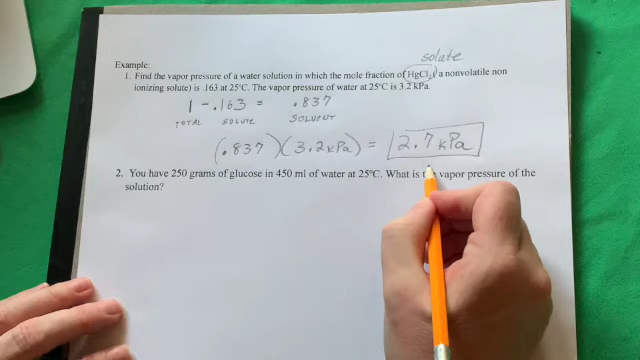 Example:
solute
1. Find the vapor pressure of a water solution in which the mole fraction of HgCl₂ (a nonvolatile non
ionizing solute) is .163 at 25°C. The vapor pressure of water at 25°C is 3.2 kPa.
1 - .163 = .837
TOTAL SOLUTE SOLVENT
(.837)(3.2kPa) = 2.7 kPa
2. You have 250 grams of glucose in 450 ml of water at 25°C. What is vapor pressure of the
solution?